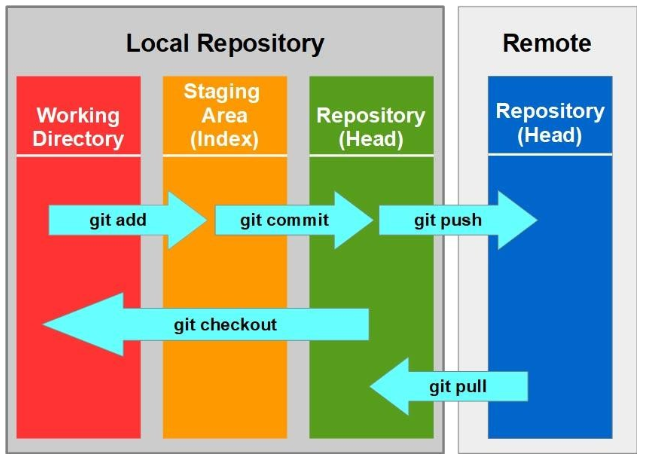 Local Repository
Remote
Working
Directory
Staging
Area
(Index)
Repository
(Head)
Repository
(Head)
git add
git commit
git push
git checkout
git pull